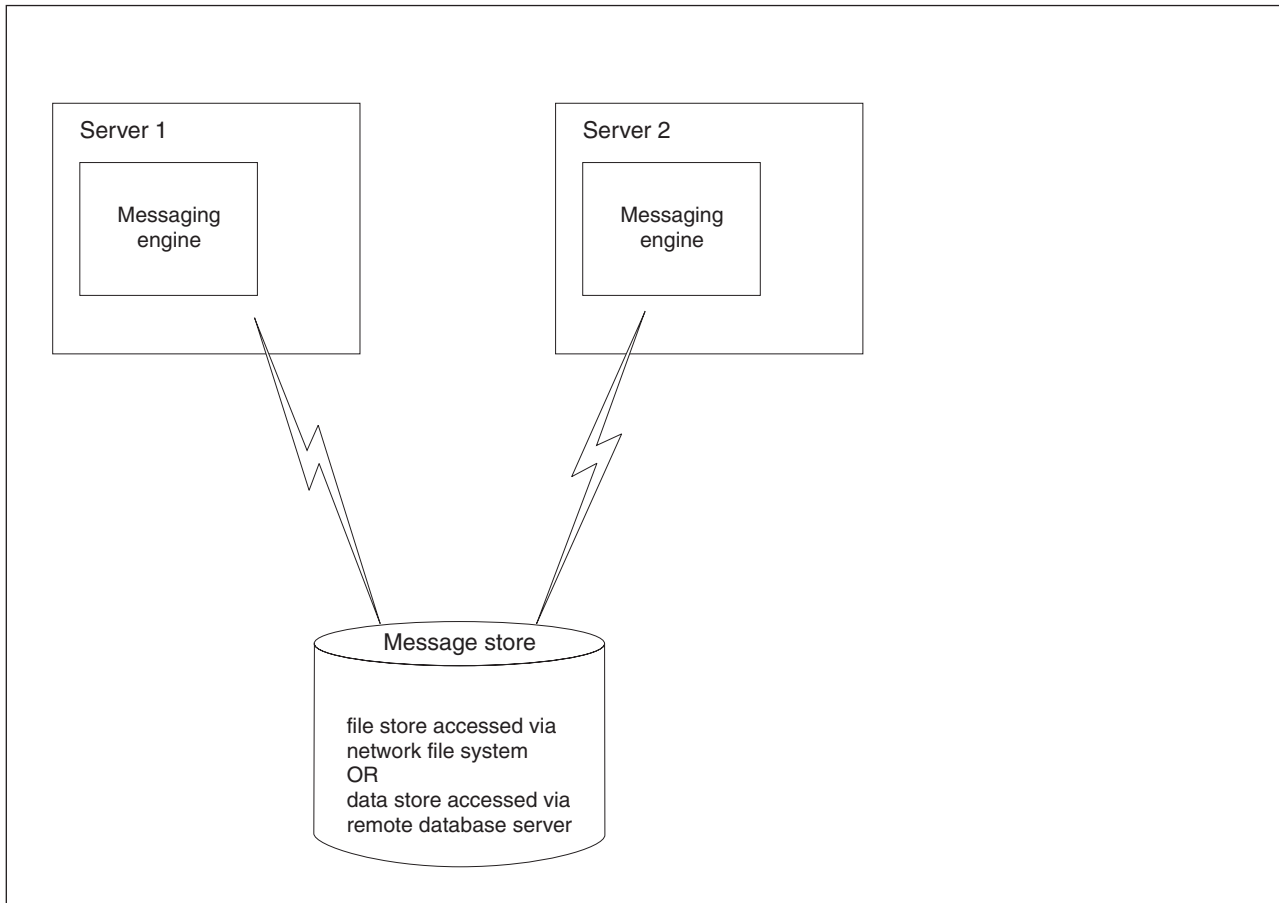 Server 1
Messaging
engine
Server 2
Messaging
engine
Message store
file store accessed via
network file system
OR
data store accessed via
remote database server